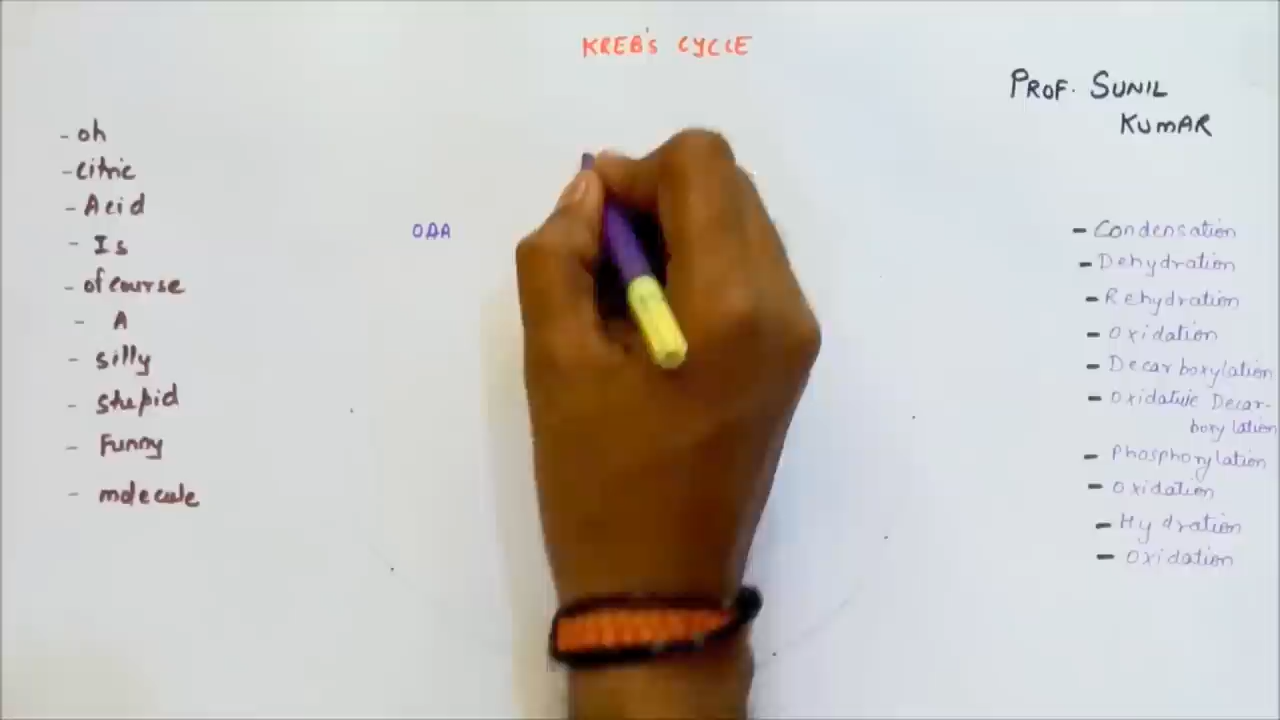 KREB's CYCLE
PROF. SUNIL
KUMAR
- oh
- citric
- Acid
- Is
- of course
- A
- silly
- stupid
- Funny
- molecule
OAA
- Condensation
- Dehydration
- Rehydration
- Oxidation
- Decarboxylation
- Oxidative Decar-
boxylation
- Phosphorylation
- Oxidation
- Hydration
- Oxidation